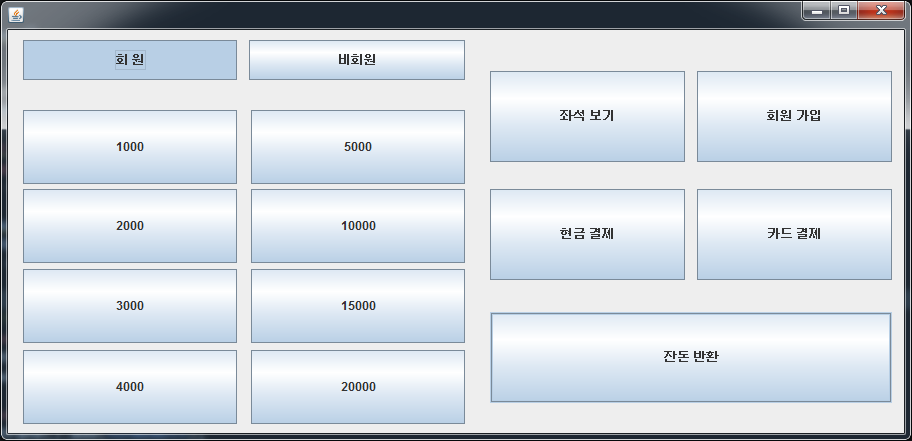 회 원
비회원
1000
5000
2000
10000
3000
15000
4000
20000
좌석 보기
회원 가입
현금 결제
카드 결제
잔돈 반환